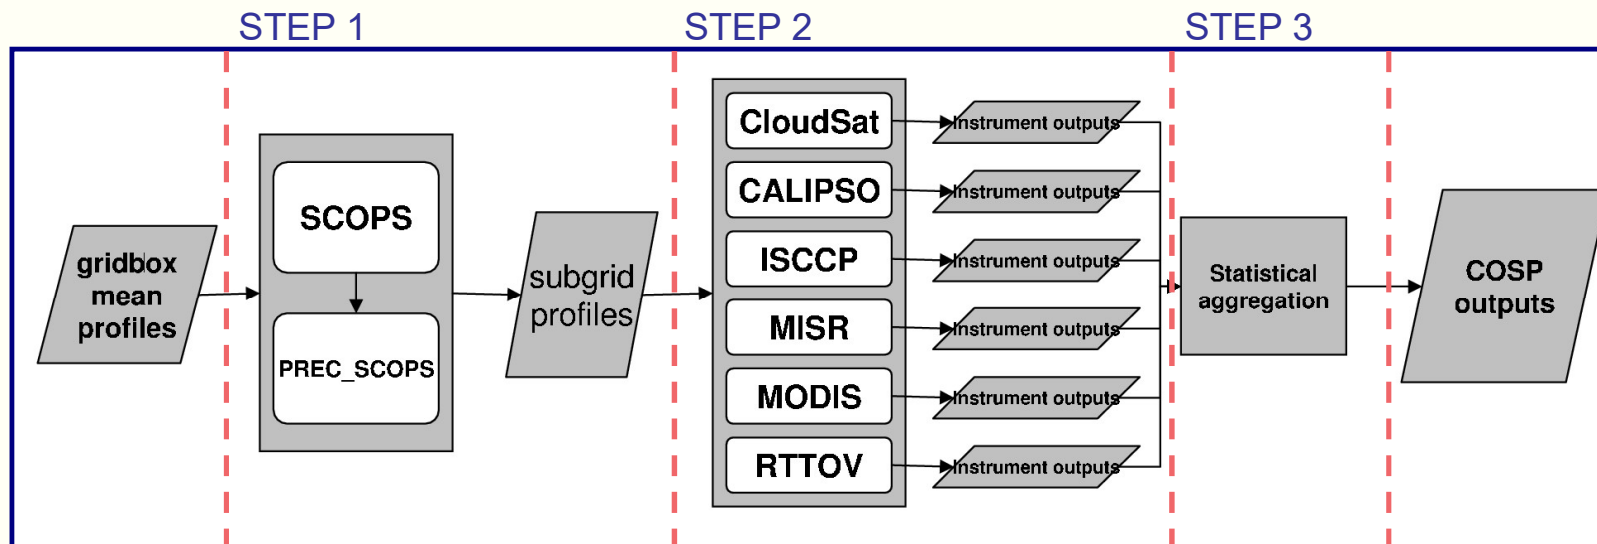 STEP 1
STEP 2
STEP 3
gridbox
mean
profiles
SCOPS
PREC_SCOPS
subgrid
profiles
CloudSat
CALIPSO
ISCCP
MISR
MODIS
RTTOV
Instrument outputs
Instrument outputs
Instrument outputs
Instrument outputs
Instrument outputs
Instrument outputs
Statistical
aggregation
COSP
outputs